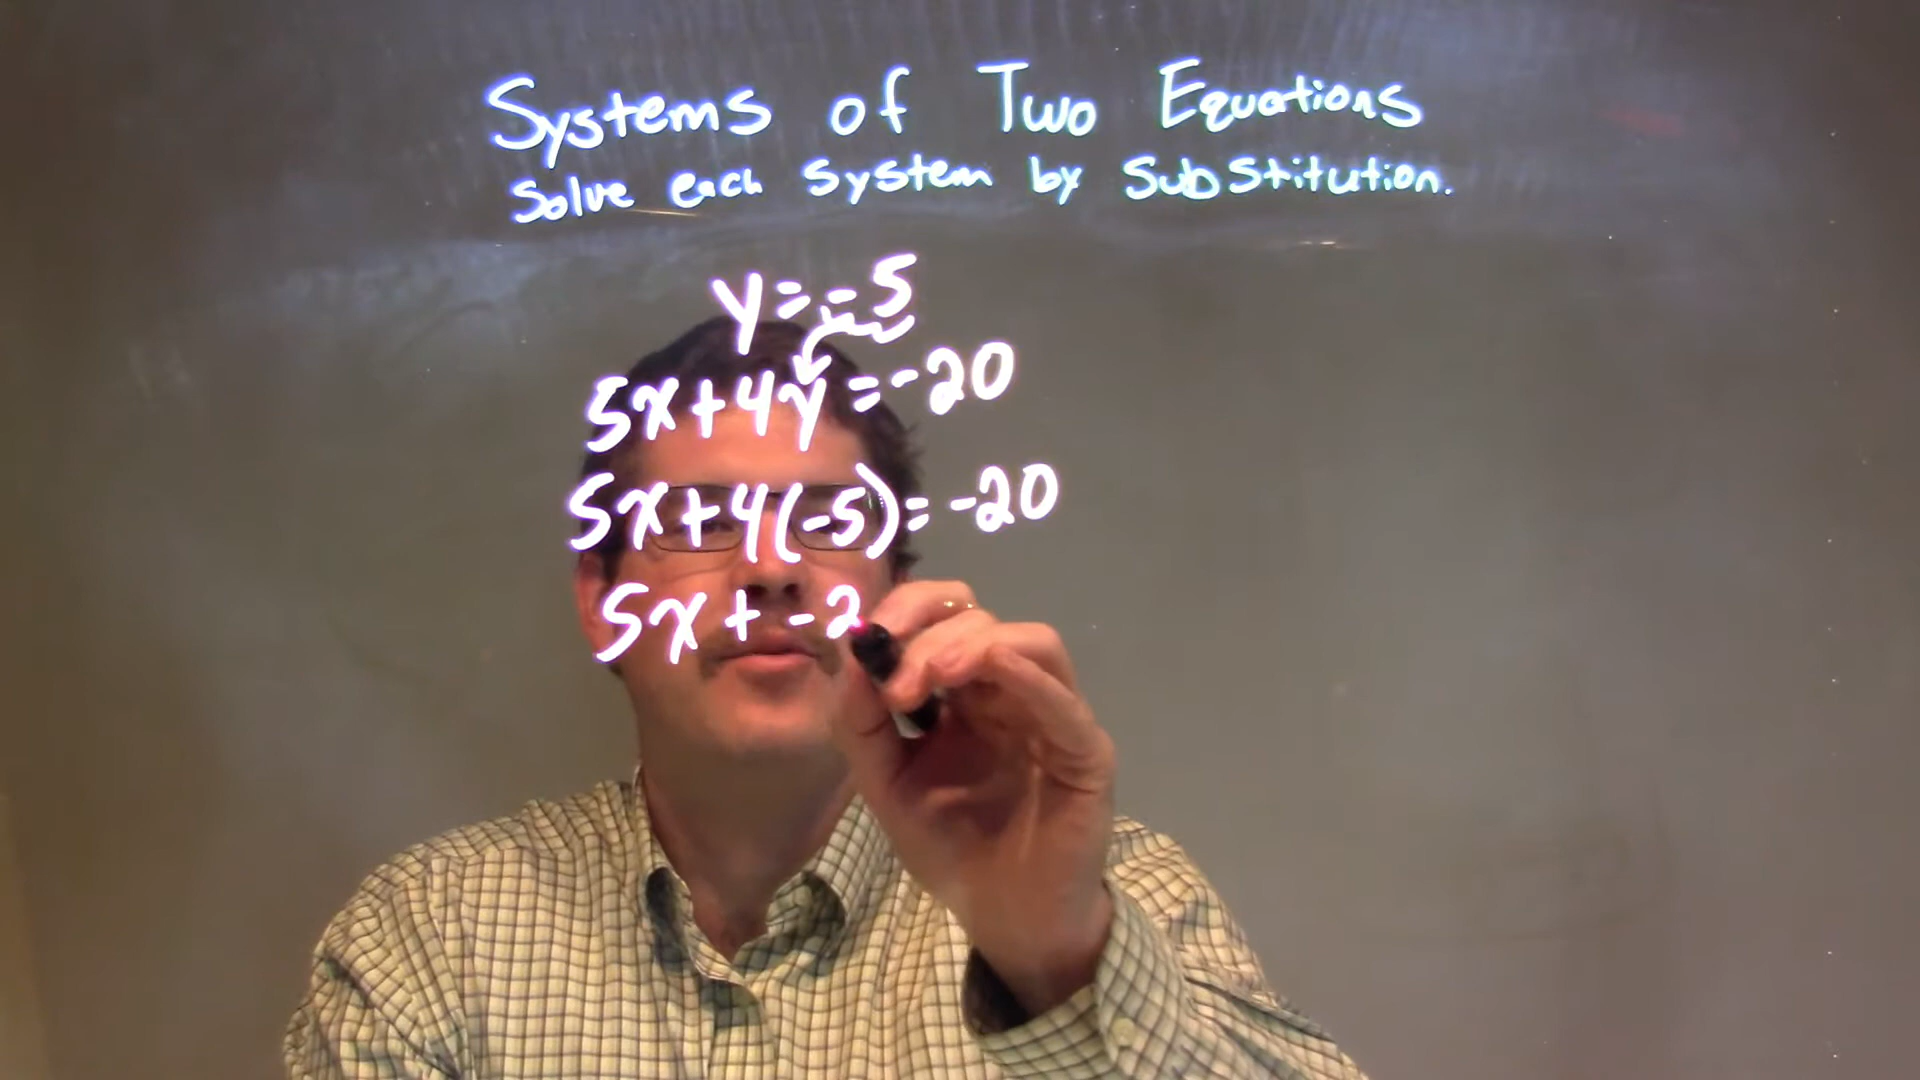 Systems of Two Equations
Solve each system by Substitution.
y = -5
5x+4y=-20
5x+4(-5)=-20
5x + -2